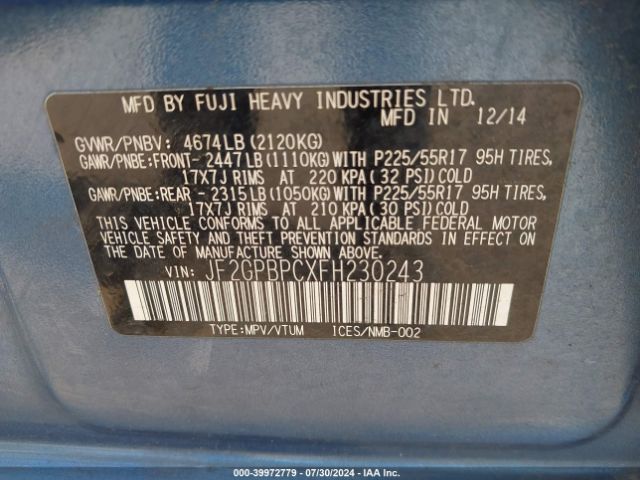 MFD BY FUJI HEAVY INDUSTRIES LTD.
MFD IN 12/14
GVWR/PNBV: 4674LB(2120KG)
GAWR/PNBE:FRONT- 2447LB(1110KG)WITH P225/55R17 95H TIRES,
17X7J RIMS AT 220 KPA(32 PSI)COLD
GAWR/PNBE:REAR - 2315LB(1050KG)WITH P225/55R17 95H TIRES,
17X7J RIMS AT 210 KPA(30 PSI)COLD
THIS VEHICLE CONFORMS TO ALL APPLICABLE FEDERAL MOTOR
VEHICLE SAFETY AND THEFT PREVENTION STANDARDS IN EFFECT ON
THE DATE OF MANUFACTURE SHOWN ABOVE.
VIN: JF2GPBPCXFH230243
TYPE:MPV/VTUM ICES/NMB-002
OWNER: 39972779 / 07/30/2024 - IAA, Inc.